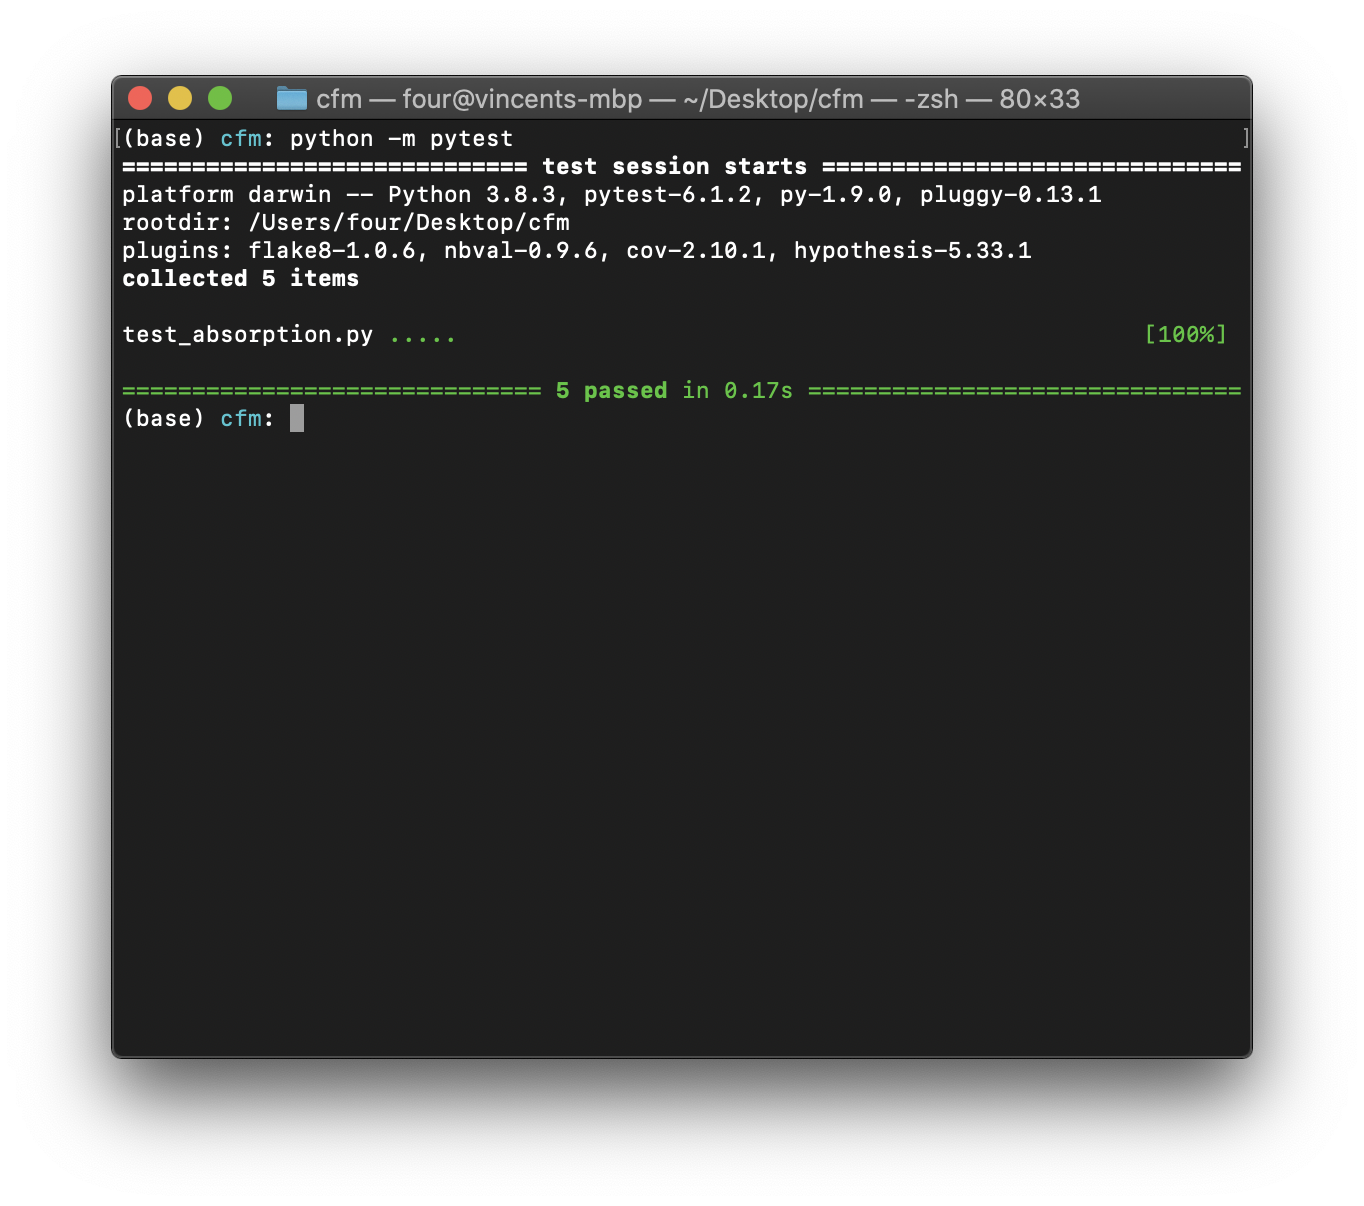 cfm — four@vincents-mbp — ~/Desktop/cfm — -zsh — 80×33
[(base) cfm: python -m pytest ]
============================= test session starts ==============================
platform darwin -- Python 3.8.3, pytest-6.1.2, py-1.9.0, pluggy-0.13.1
rootdir: /Users/four/Desktop/cfm
plugins: flake8-1.0.6, nbval-0.9.6, cov-2.10.1, hypothesis-5.33.1
collected 5 items
test_absorption.py ..... [100%]
============================== 5 passed in 0.17s ===============================
(base) cfm: